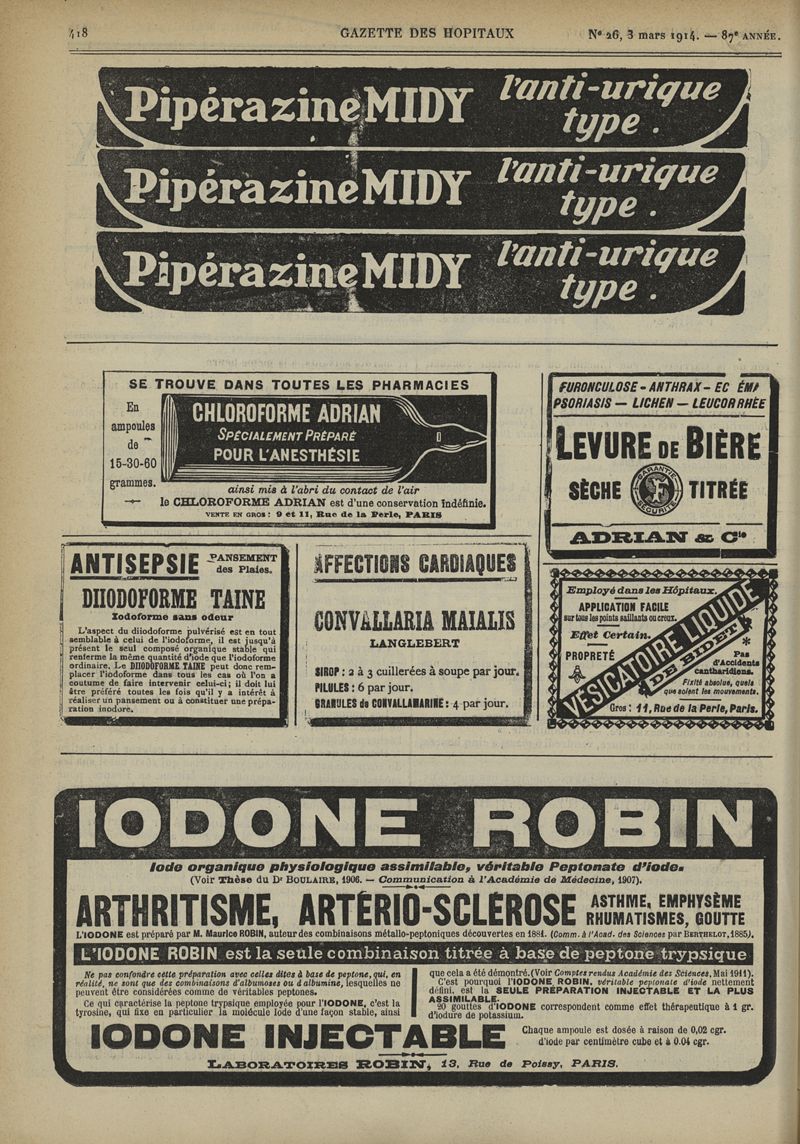 418 GAZETTE DES HOPITAUX Nº 26, 3 mars 1914. — 87e ANNÉE.
Pipérazine MIDY l'anti-urique
type.
Pipérazine MIDY l'anti-urique
type.
Pipérazine MIDY l'anti-urique
type.
SE TROUVE DANS TOUTES LES PHARMACIES
En
ampoules
de
15-30-60
grammes.
CHLOROFORME ADRIAN
SPÉCIALEMENT PRÉPARÉ
POUR L'ANESTHÉSIE
ainsi mis à l'abri du contact de l'air
le CHLOROFORME ADRIAN est d'une conservation indéfinie.
VENTE EN GROS : 9 et 11, Rue de la Perle, PARIS
FURONCULOSE - ANTHRAX - EC ÉMA
PSORIASIS — LICHEN — LEUCORRHÉE
LEVURE DE BIÈRE
SÈCHE GARANTIE SÉCURITÉ TITRÉE
ADRIAN & Cie
ANTISEPSIE PANSEMENT
des Plaies.
DIIODOFORME TAINE
Iodoforme sans odeur
L'aspect du diiodoforme pulvérisé est en tout
semblable à celui de l'iodoforme, il est jusqu'à
présent le seul composé organique stable qui
renferme la même quantité d'iode que l'iodoforme
ordinaire. Le DIIODOFORME TAINE peut donc rem-
placer l'iodoforme dans tous les cas où l'on a
coutume de faire intervenir celui-ci; il doit lui
être préféré toutes les fois qu'il y a intérêt à
réaliser un pansement ou à constituer une prépa-
ration inodore.
AFFECTIONS CARDIAQUES
CONVALLARIA MAIALIS
LANGLEBERT
SIROP : 2 à 3 cuillerées à soupe par jour.
PILULES : 6 par jour.
GRANULES de CONVALLAMARINE : 4 par jour.
Employé dans les Hôpitaux.
APPLICATION FACILE
sur tous les points saillants ou creux.
Effet Certain.
PROPRETÉ
VÉSICATOIRE LIQUIDE
DE BIDET
Pas
d'Accidents
cantharidiens.
Fixité absolue, quels
que soient les mouvements.
Gros : 11, Rue de la Perle, Paris.
IODONE ROBIN
Iode organique physiologique assimilable, véritable Peptonate d'iode.
(Voir Thèse du Dr BOULAIRE, 1906. — Communication à l'Académie de Médecine, 1907).
ARTHRITISME, ARTÉRIO-SCLÉROSE ASTHME, EMPHYSÈME
RHUMATISMES, GOUTTE
L'IODONE est préparé par M. Maurice ROBIN, auteur des combinaisons métallo-peptoniques découvertes en 1881. (Comm. à l'Acad. des Sciences par BERTHELOT, 1885).
L'IODONE ROBIN est la seule combinaison titrée à base de peptone trypsique
Ne pas confondre cette préparation avec celles dites à base de peptone, qui, en
réalité, ne sont que des combinaisons d'albumoses ou d'albumine, lesquelles ne
peuvent être considérées comme de véritables peptones.
Ce qui caractérise la peptone trypsique employée pour l'IODONE, c'est la
tyrosine, qui fixe en particulier la molécule Iode d'une façon stable, ainsi
que cela a été démontré. (Voir Comptes rendus Académie des Sciences, Mai 1911).
C'est pourquoi l'IODONE ROBIN, véritable peptonate d'iode nettement
défini, est la SEULE PRÉPARATION INJECTABLE ET LA PLUS
ASSIMILABLE.
20 gouttes d'IODONE correspondent comme effet thérapeutique à 1 gr.
d'iodure de potassium.
IODONE INJECTABLE Chaque ampoule est dosée à raison de 0,02 cgr.
d'iode par centimètre cube et à 0.04 cgr.
LABORATOIRES ROBIN, 13, Rue de Poissy, PARIS.